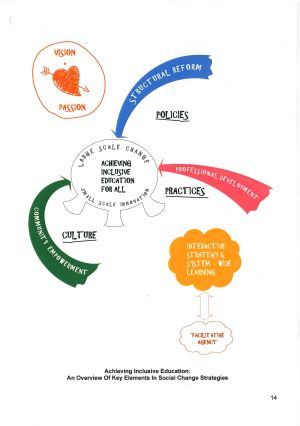 VISION
PASSION
STRUCTURAL REFORM
POLICIES
LARGE SCALE CHANGE
ACHIEVING
INCLUSIVE
EDUCATION
FOR ALL
SMALL SCALE INNOVATION
PROFESSIONAL DEVELOPMENT
PRACTICES
COMMUNITY EMPOWERMENT
CULTURE
INTERACTIVE
STRATEGY &
SYSTEM - WIDE
LEARNING
"FACILITATIVE
AGENCY"
Achieving Inclusive Education:
An Overview Of Key Elements In Social Change Strategies
14